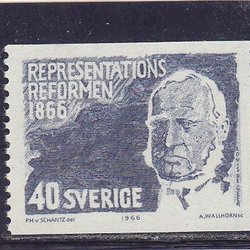 REPRESENTATIONS
REFORMEN
1866
40 SVERIGE
PH v SCHANTZ del 1966 A. WALLHORN sc